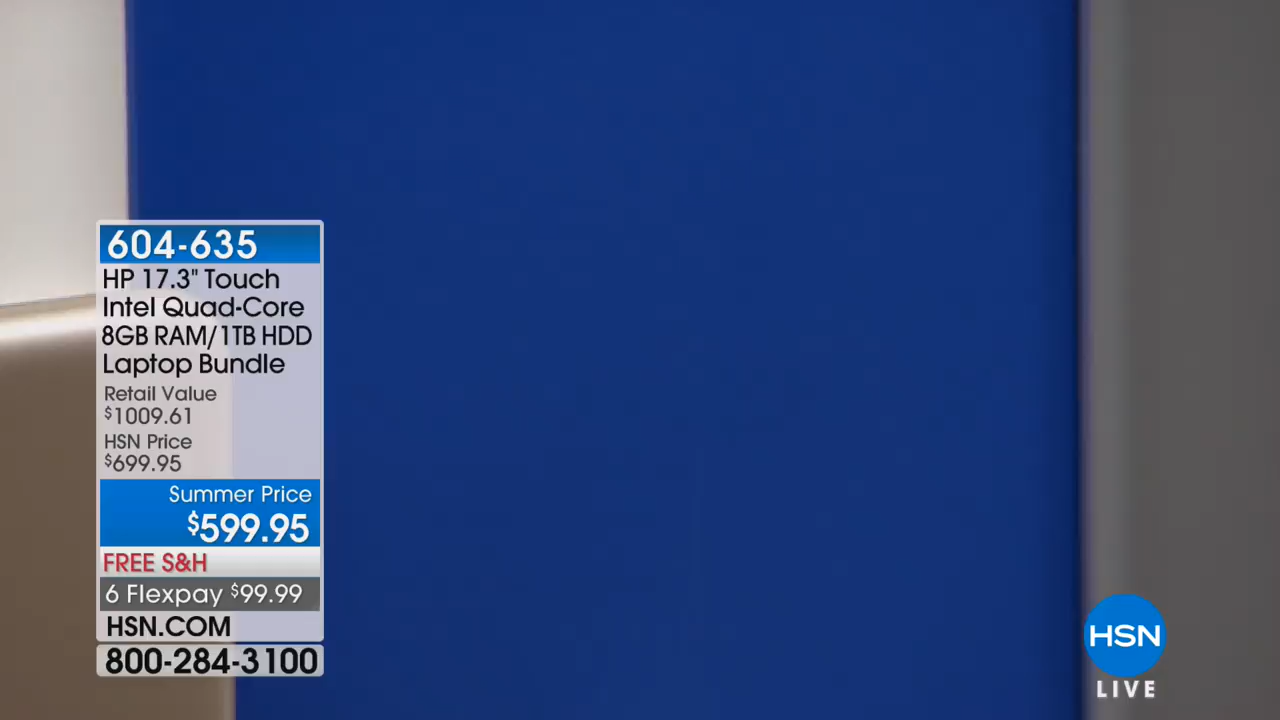 604-635
HP 17.3" Touch
Intel Quad-Core
8GB RAM/1TB HDD
Laptop Bundle
Retail Value
$1009.61
HSN Price
$699.95
Summer Price
$599.95
FREE S&H
6 Flexpay $99.99
HSN.COM
800-284-3100
HSN
LIVE